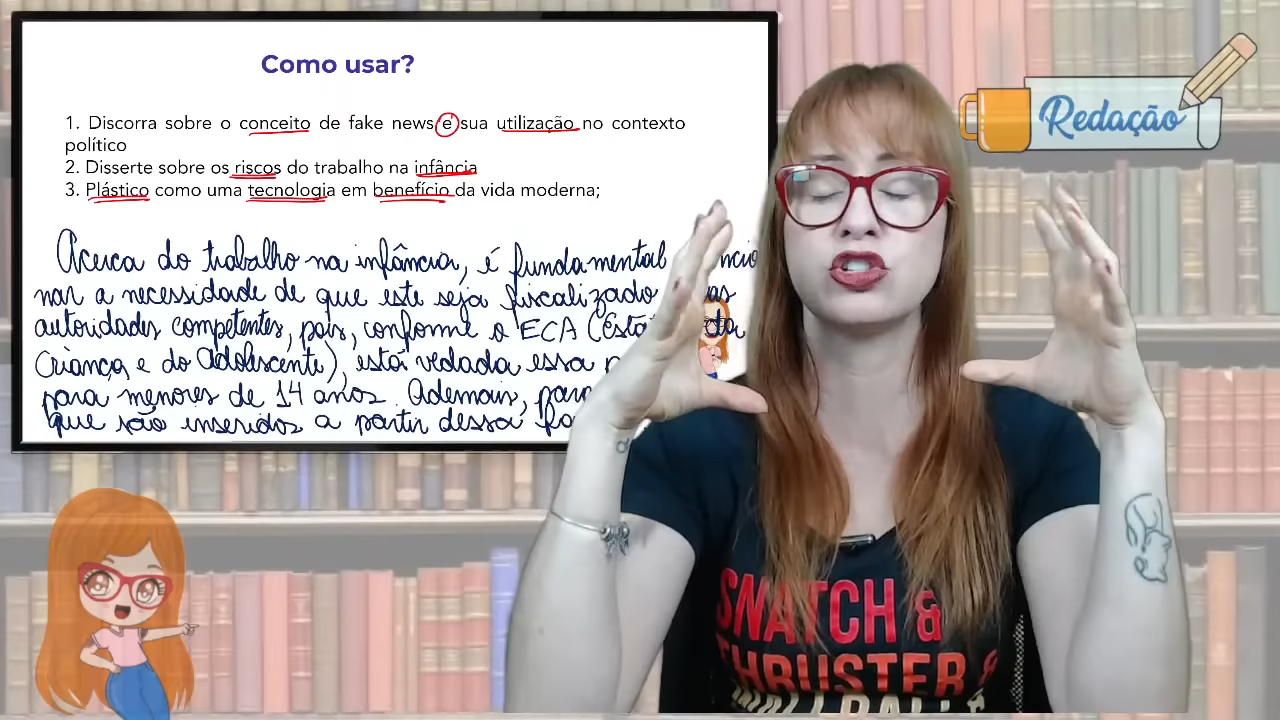 Como usar?
1. Discorra sobre o conceito de fake news e sua utilização no contexto
político
2. Disserte sobre os riscos do trabalho na infância
3. Plástico como uma tecnologia em benefício da vida moderna;
Acerca do trabalho na infância, é fundamental
nar a necessidade de que este seja fiscalizado
autoridades competentes, pois, conforme o ECA (
Criança e do Adolescente), está vedada essa
para menores de 14 anos. Ademais,
que são inseridos a partir dessa
Redação
SNATCH &
THRUSTER &
WALLBALLS